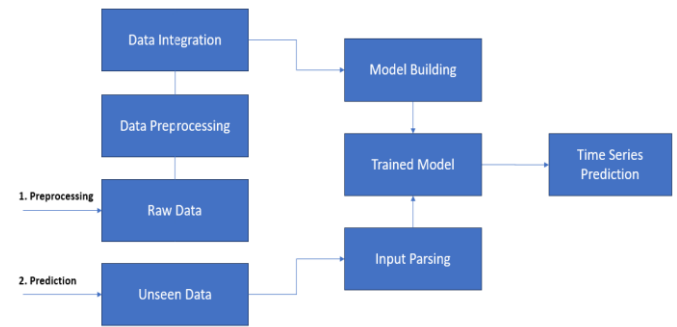 Data Integration
Model Building
Data Preprocessing
Trained Model
Time Series
Prediction
1. Preprocessing
Raw Data
Input Parsing
2. Prediction
Unseen Data